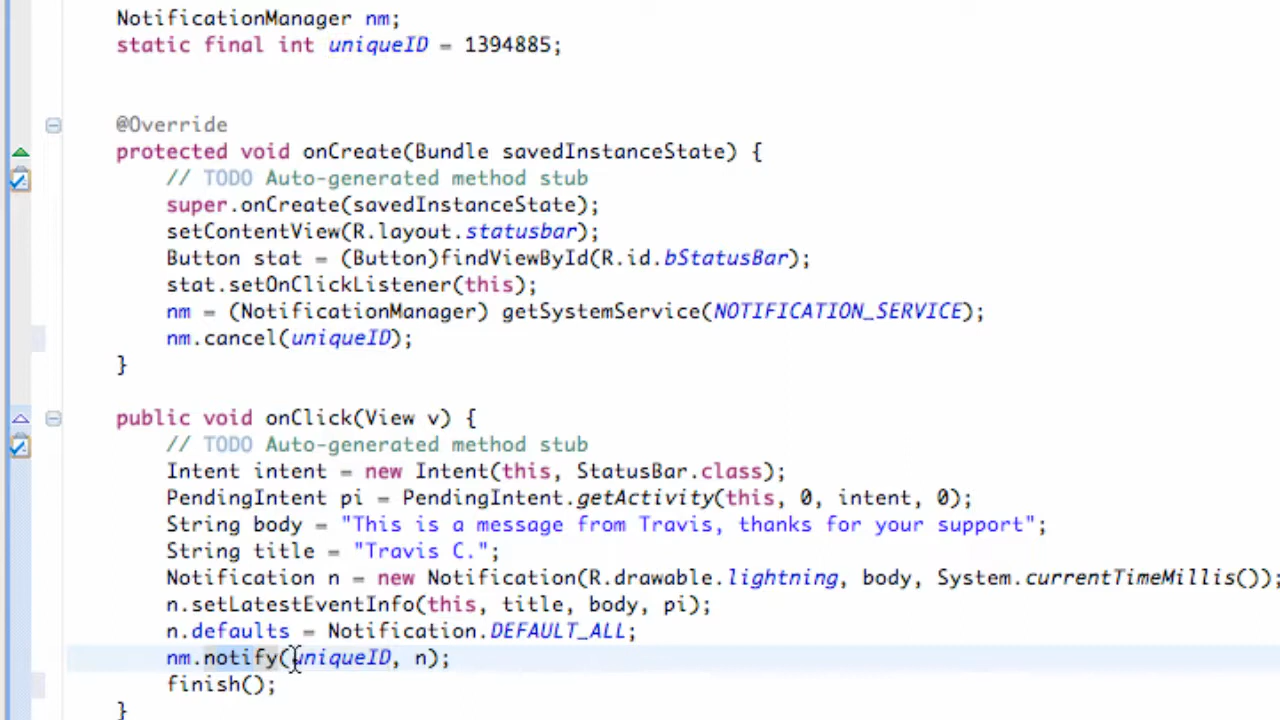 NotificationManager nm;
static final int uniqueID = 1394885;
@Override
protected void onCreate(Bundle savedInstanceState) {
// TODO Auto-generated method stub
super.onCreate(savedInstanceState);
setContentView(R.layout.statusbar);
Button stat = (Button)findViewById(R.id.bStatusBar);
stat.setOnClickListener(this);
nm = (NotificationManager) getSystemService(NOTIFICATION_SERVICE);
nm.cancel(uniqueID);
}
public void onClick(View v) {
// TODO Auto-generated method stub
Intent intent = new Intent(this, StatusBar.class);
PendingIntent pi = PendingIntent.getActivity(this, 0, intent, 0);
String body = "This is a message from Travis, thanks for your support";
String title = "Travis C.";
Notification n = new Notification(R.drawable.lightning, body, System.currentTimeMillis());
n.setLatestEventInfo(this, title, body, pi);
n.defaults = Notification.DEFAULT_ALL;
nm.notify(uniqueID, n);
finish();
}